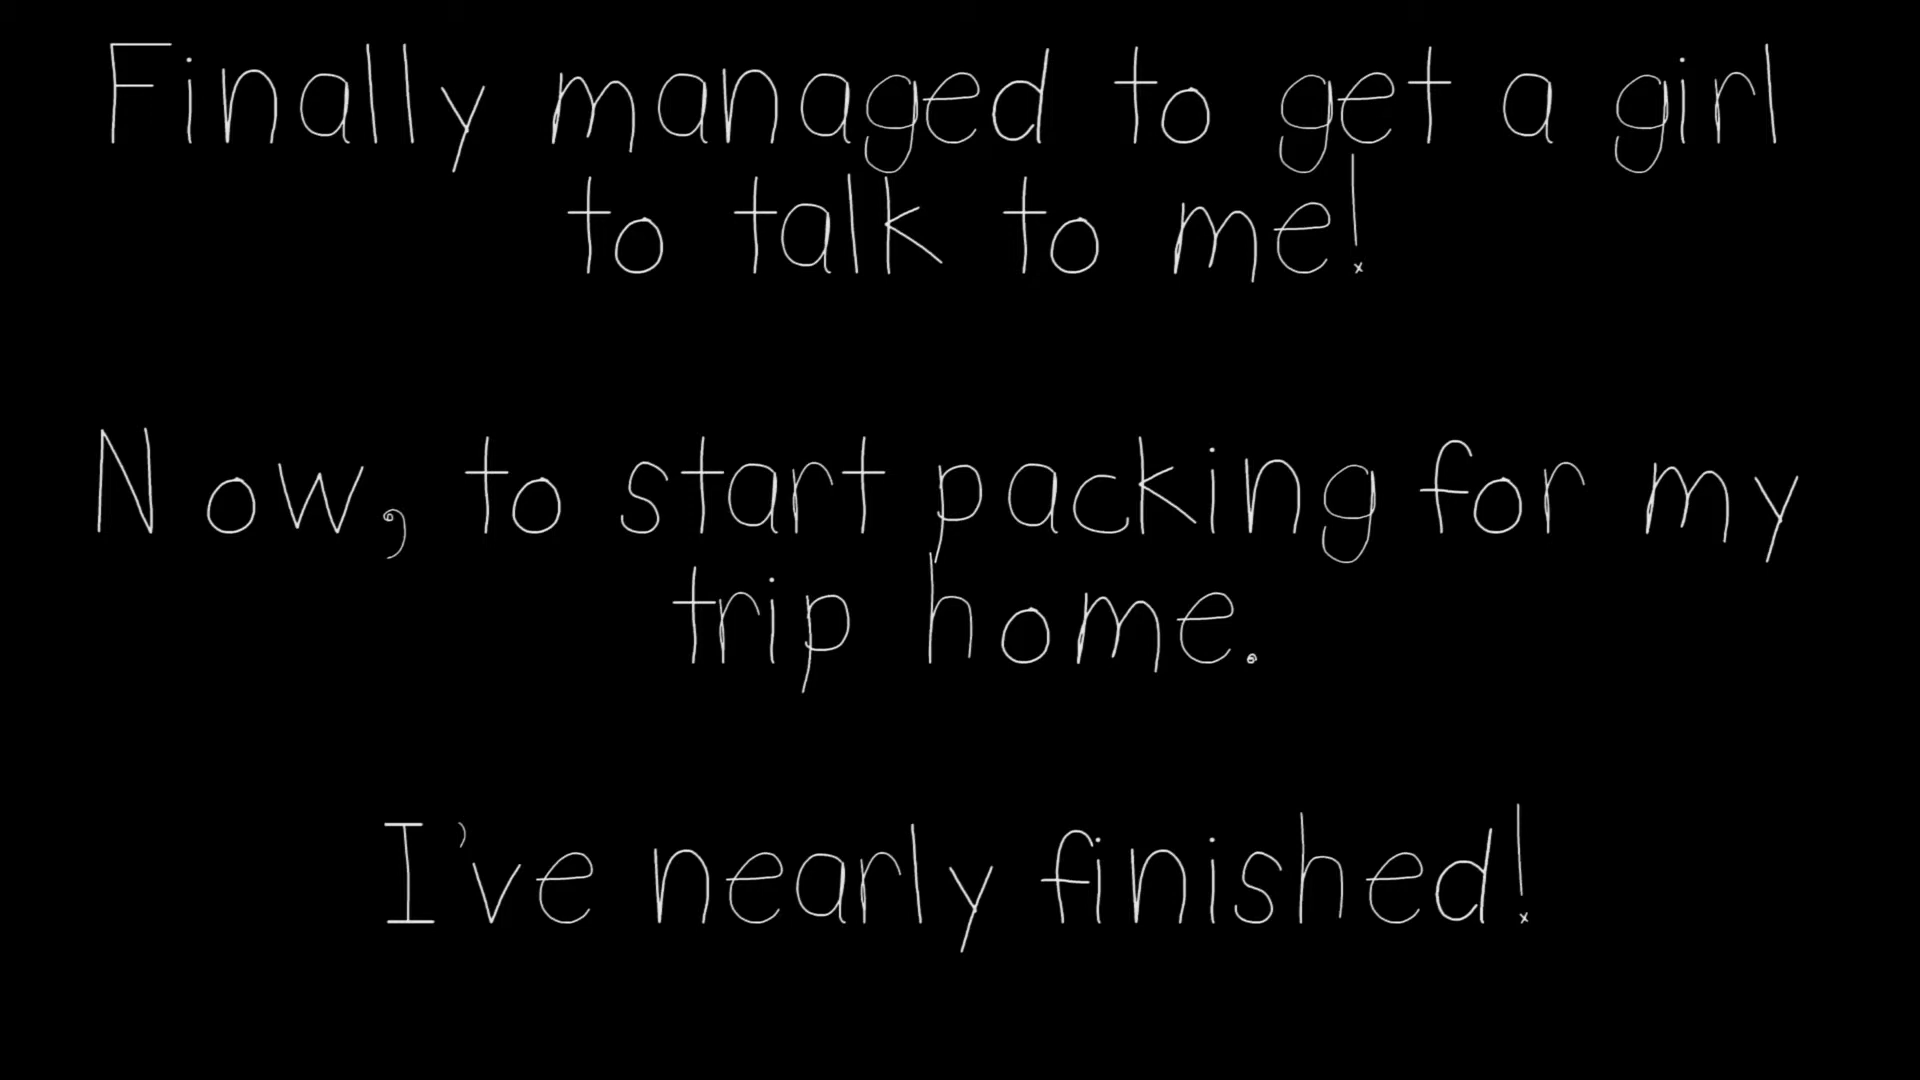 Finally managed to get a girl
to talk to me!
Now, to start packing for my
trip home.
I've nearly finished!